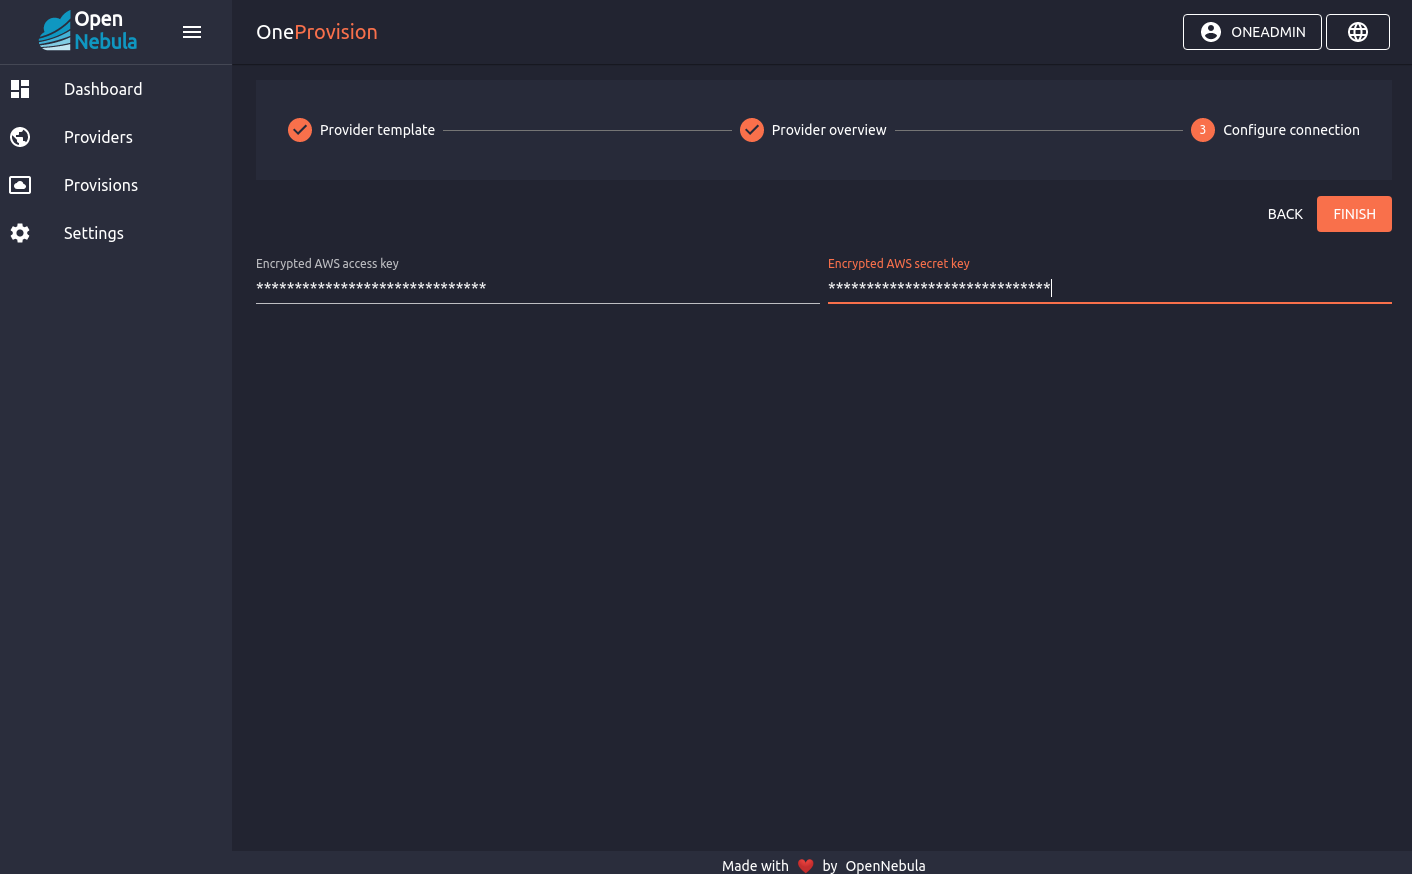 Open
Nebula
OneProvision
ONEADMIN
Dashboard
Providers
Provisions
Settings
Provider template
Provider overview
3 Configure connection
BACK
FINISH
Encrypted AWS access key
******************************
Encrypted AWS secret key
*****************************
Made with ❤️ by OpenNebula